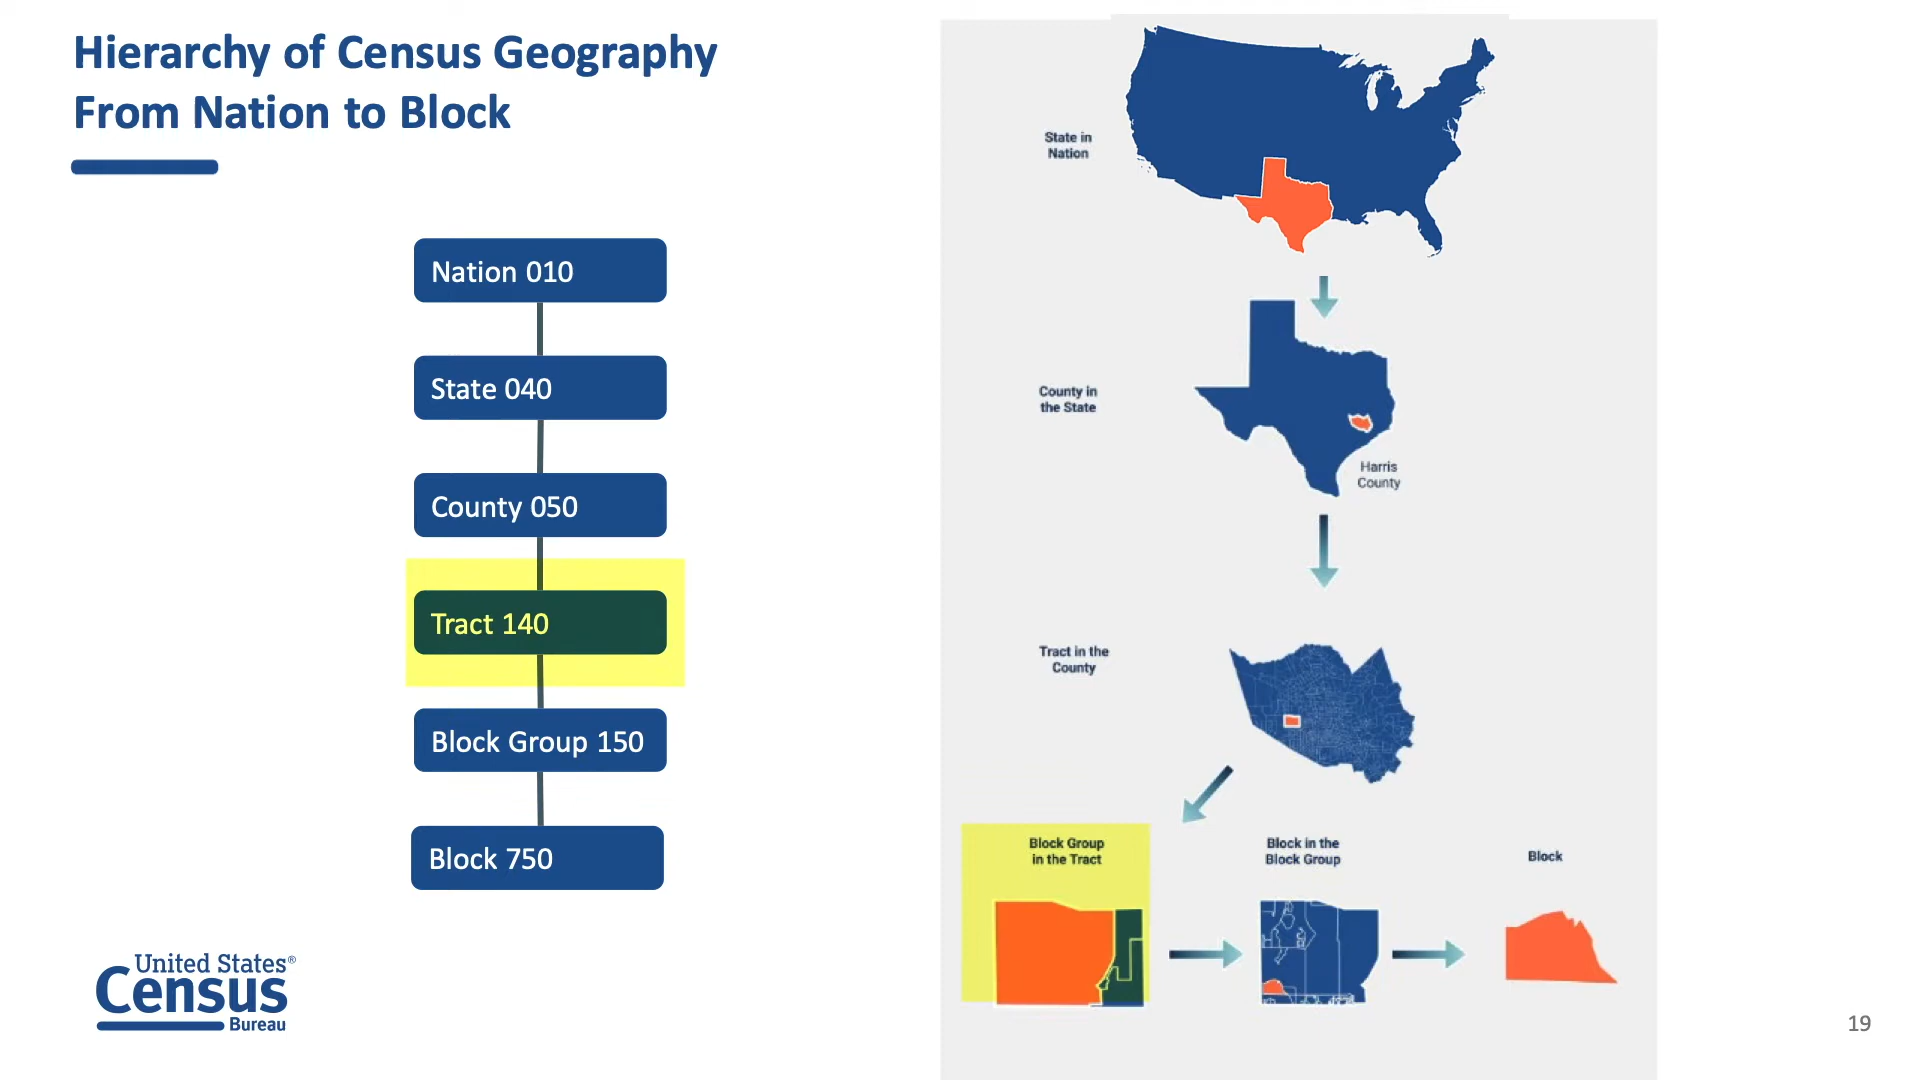 Hierarchy of Census Geography
From Nation to Block
Nation 010
State 040
County 050
Tract 140
Block Group 150
Block 750
State in
Nation
County in
the State
Harris
County
Tract in the
County
Block Group
in the Tract
Block in the
Block Group
Block
United States®
Census
Bureau
19